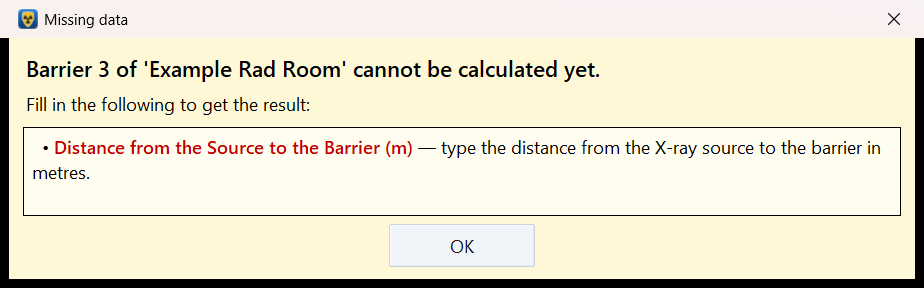 Missing data
Barrier 3 of 'Example Rad Room' cannot be calculated yet.
Fill in the following to get the result:
• Distance from the Source to the Barrier (m) — type the distance from the X-ray source to the barrier in
metres.
OK